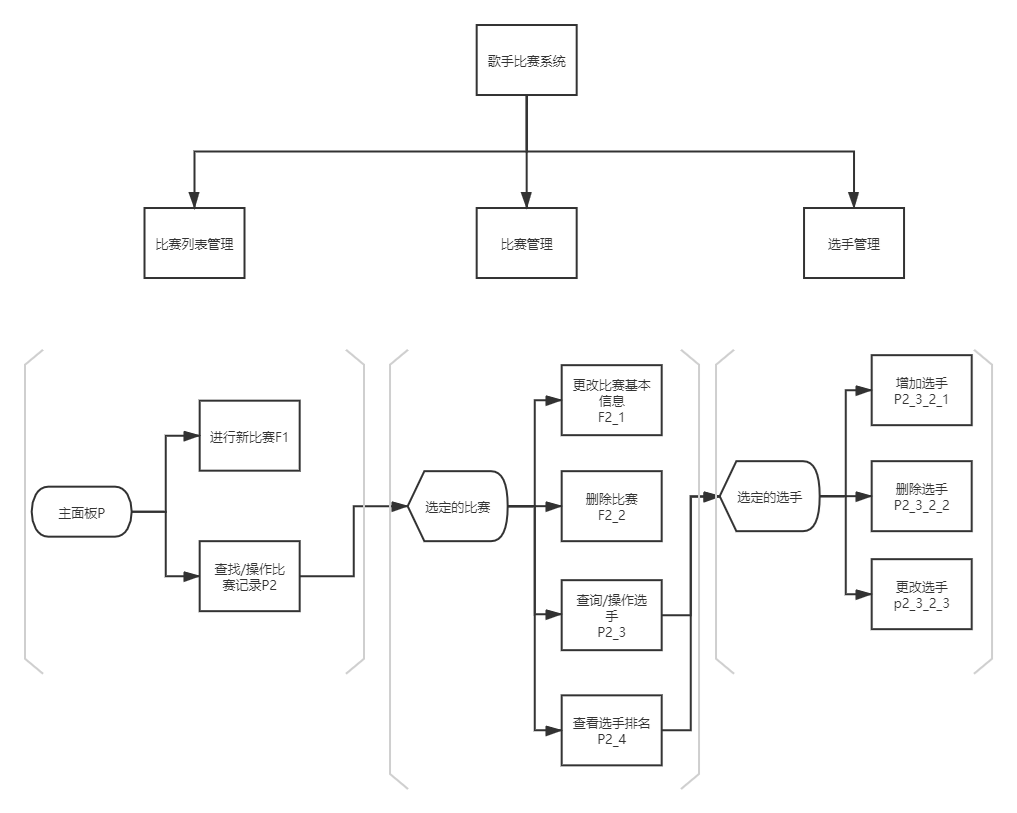 歌手比赛系统
比赛列表管理
比赛管理
选手管理
主面板P
进行新比赛F1
查找/操作比
赛记录P2
选定的比赛
更改比赛基本
信息
F2_1
删除比赛
F2_2
查询/操作选
手
P2_3
查看选手排名
P2_4
选定的选手
增加选手
P2_3_2_1
删除选手
P2_3_2_2
更改选手
p2_3_2_3